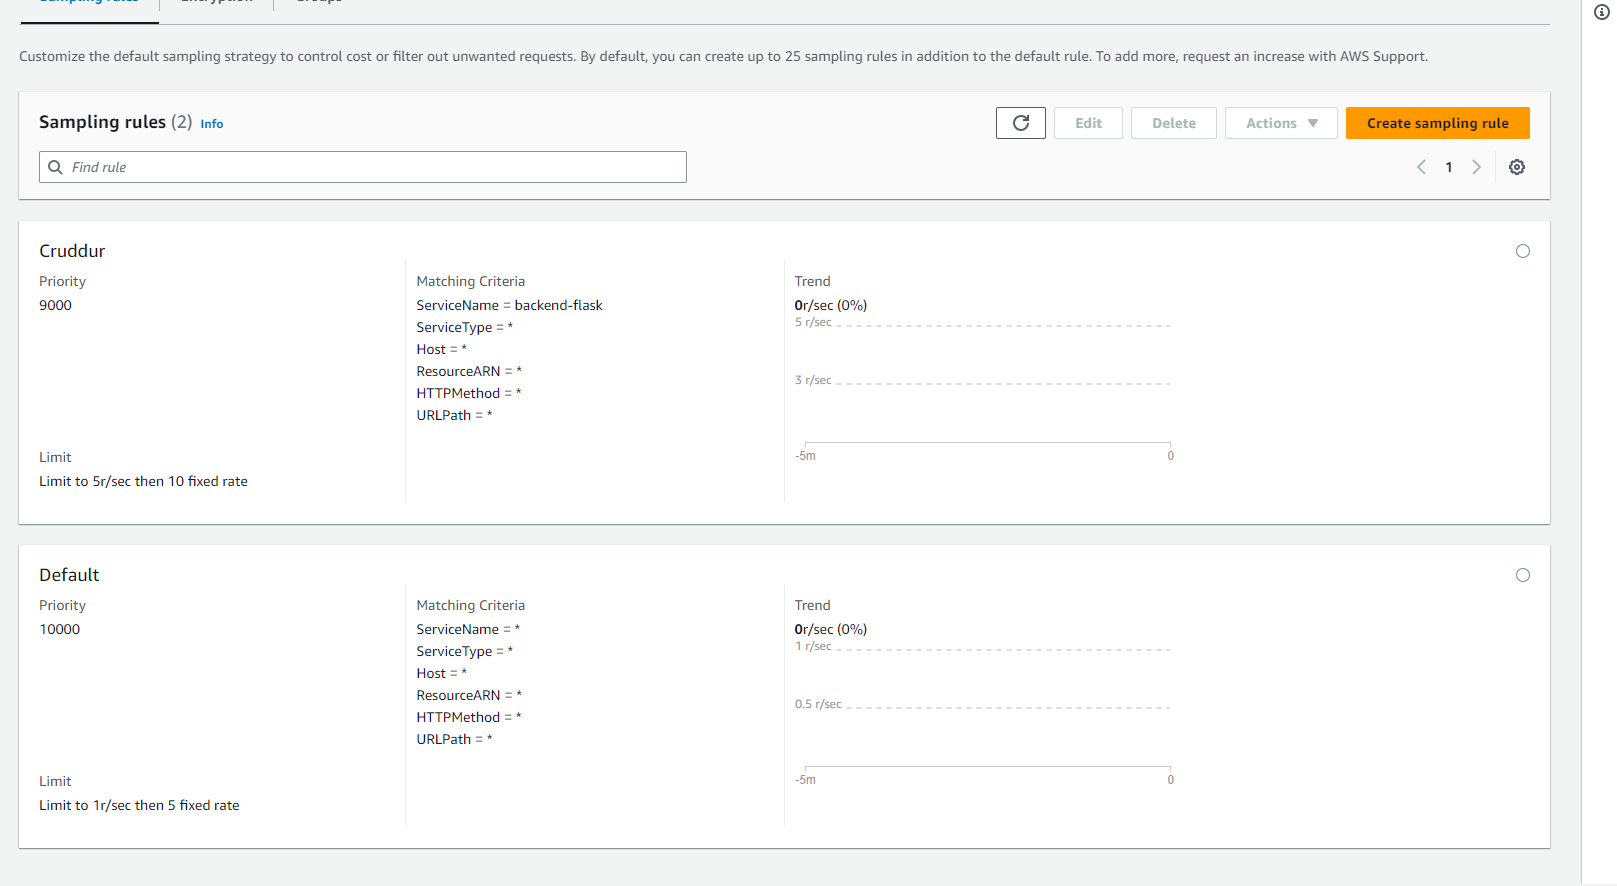 Sampling rules
Encryption
Groups
Customize the default sampling strategy to control cost or filter out unwanted requests. By default, you can create up to 25 sampling rules in addition to the default rule. To add more, request an increase with AWS Support.
Sampling rules (2) Info
Edit
Delete
Actions
Create sampling rule
Find rule
1
Cruddur
Priority
9000
Limit
Limit to 5r/sec then 10 fixed rate
Matching Criteria
ServiceName = backend-flask
ServiceType = *
Host = *
ResourceARN = *
HTTPMethod = *
URLPath = *
Trend
0r/sec (0%)
5 r/sec
3 r/sec
-5m
0
Default
Priority
10000
Limit
Limit to 1r/sec then 5 fixed rate
Matching Criteria
ServiceName = *
ServiceType = *
Host = *
ResourceARN = *
HTTPMethod = *
URLPath = *
Trend
0r/sec (0%)
1 r/sec
0.5 r/sec
-5m
0